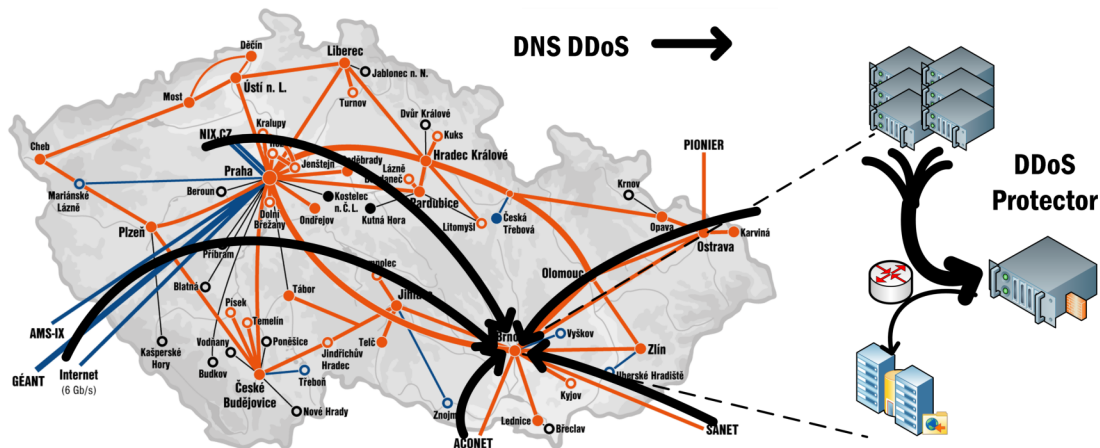 DNS DDoS
Děčín
Liberec
Jablonec n. N.
Ústí n. L.
Most
Turnov
Dvůr Králové
Kralupy
NIX.CZ
Kuks
Cheb
Jenštejn
Hradec Králové
PIONIER
DDoS
Protector
Praha
Lázně
Mariánské
Lázně
Beroun
Kostelec
n. Č. L.
Pardubice
Krnov
Dolní
Břežany
Ondřejov
Kutná Hora
Litomyšl
Česká
Třebová
Opava
Karviná
Plzeň
Ostrava
Příbram
Olomouc
Blatná
Tábor
Písek
Temelín
AMS-IX
Vodňany
Poněšice
Telč
Brno
Vyškov
Zlín
Kašperské
Hory
Jindřichův
Hradec
GÉANT
Internet
(6 Gb/s)
Budkov
České
Budějovice
Třeboň
Uherské Hradiště
Kyjov
Znojmo
Nové Hrady
Lednice
Břeclav
ACONET
SANET